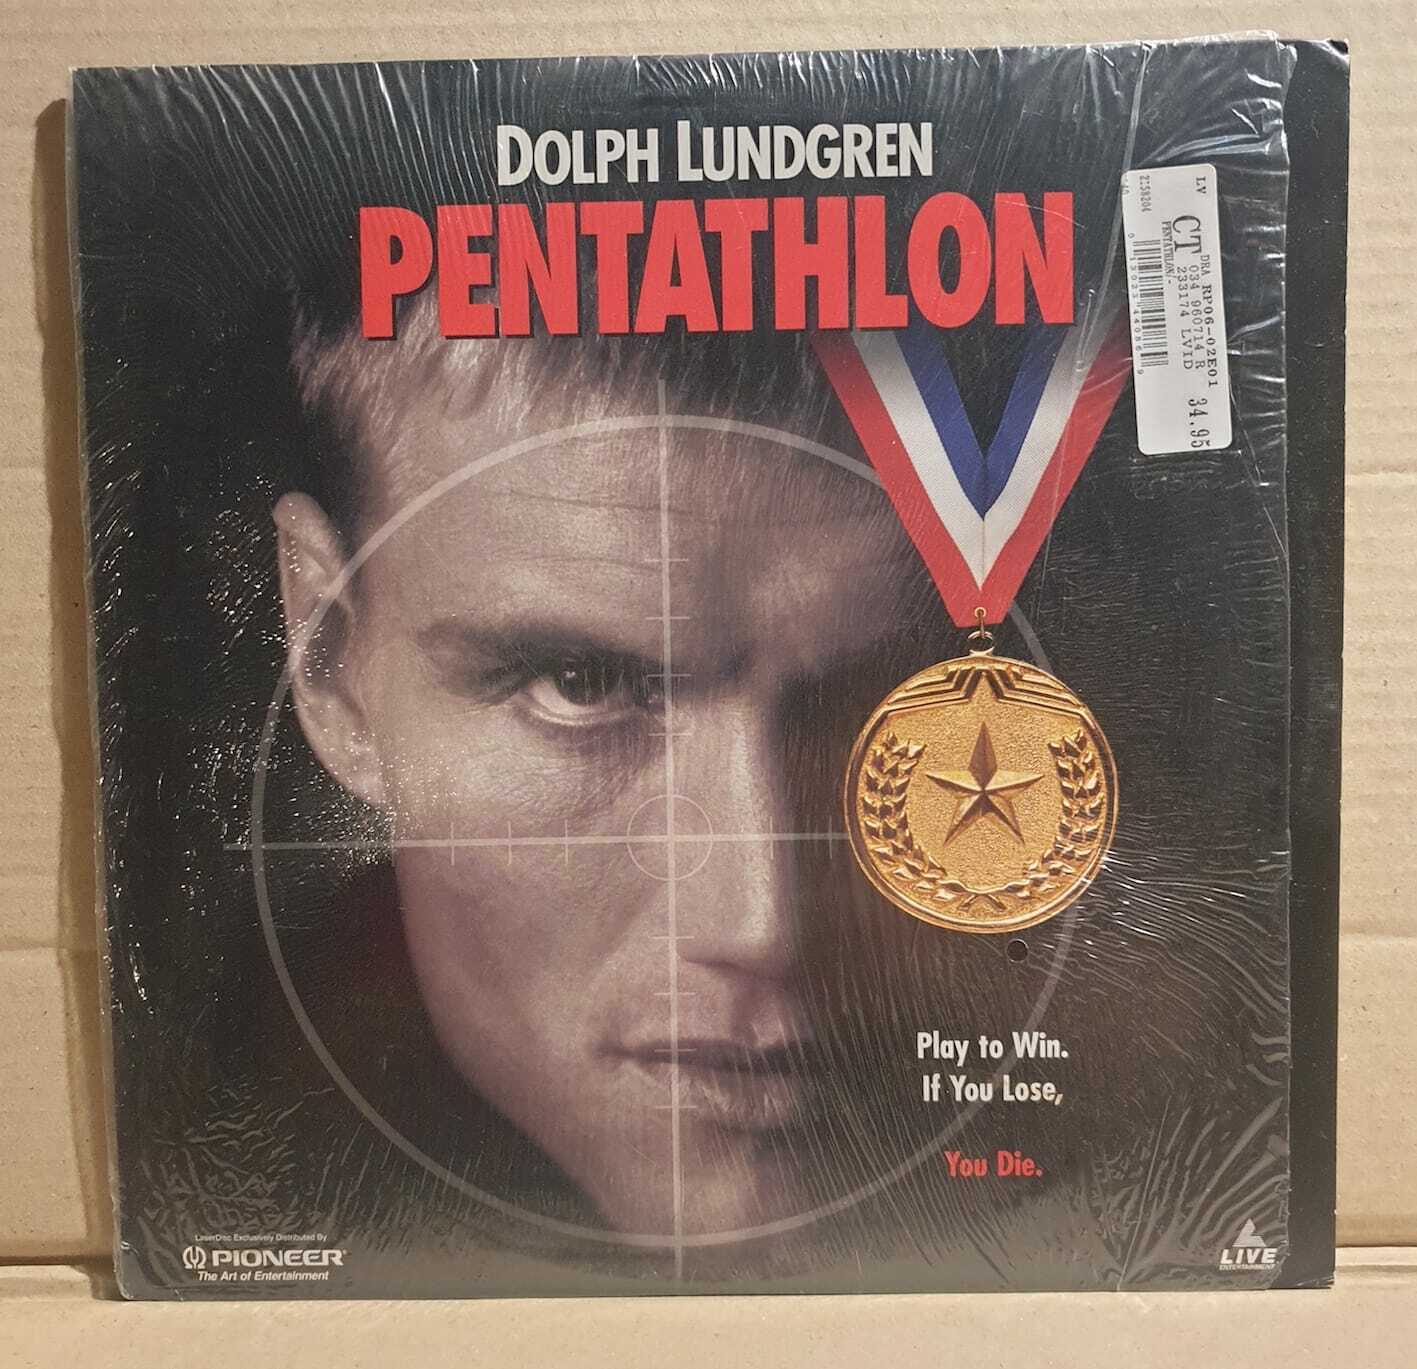 DOLPH LUNDGREN
PENTATHLON
LV DRA RP06-02E01
CT 034 960714 R 34.95
233174 LVID
PENTATHLON/-
Play to Win.
If You Lose,
You Die.
LaserDisc Exclusively Distributed By
PIONEER®
The Art of Entertainment
LIVE
ENTERTAINMENT